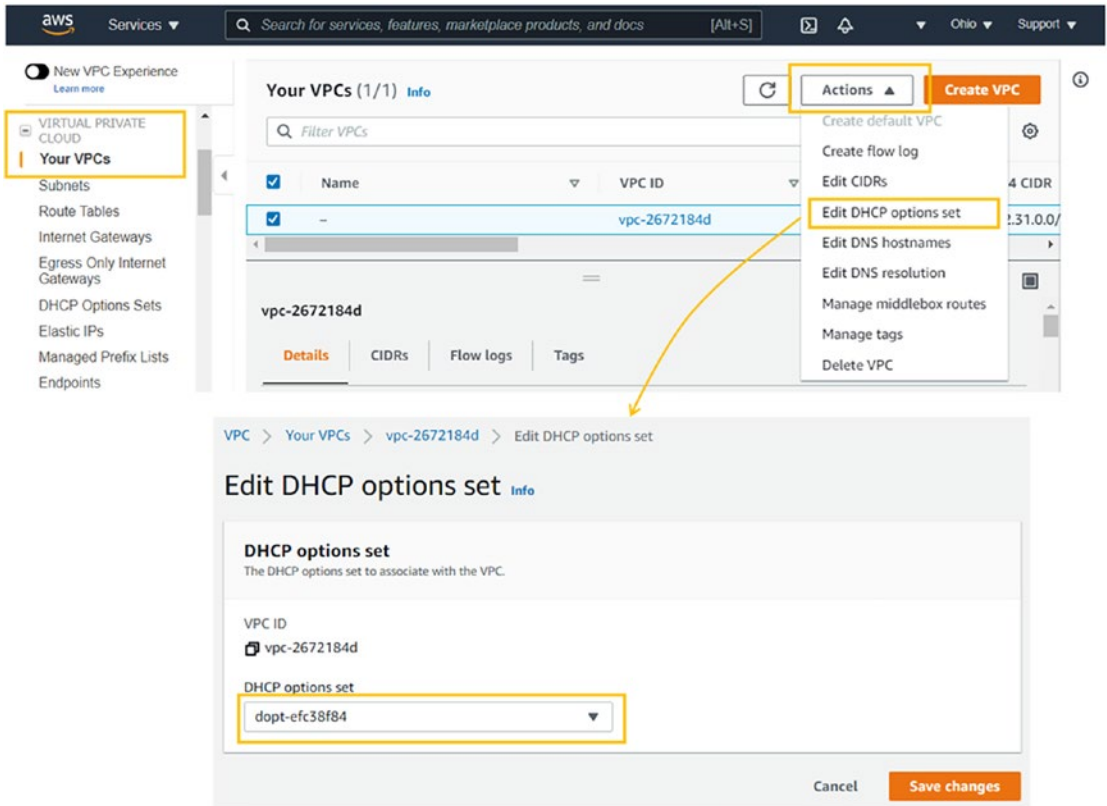 aws Services ▼ Search for services, features, marketplace products, and docs [Alt+S] Ohio ▼ Support ▼
New VPC Experience
Learn more
VIRTUAL PRIVATE
CLOUD
Your VPCs
Subnets
Route Tables
Internet Gateways
Egress Only Internet
Gateways
DHCP Options Sets
Elastic IPs
Managed Prefix Lists
Endpoints
Your VPCs (1/1) Info
Actions ▲
Create VPC
Filter VPCs
Name VPC ID 4 CIDR
– vpc-2672184d 2.31.0.0/
Create default VPC
Create flow log
Edit CIDRs
Edit DHCP options set
Edit DNS hostnames
Edit DNS resolution
Manage middlebox routes
Manage tags
Delete VPC
vpc-2672184d
Details CIDRs Flow logs Tags
VPC > Your VPCs > vpc-2672184d > Edit DHCP options set
Edit DHCP options set Info
DHCP options set
The DHCP options set to associate with the VPC.
VPC ID
vpc-2672184d
DHCP options set
dopt-efc38f84
Cancel Save changes